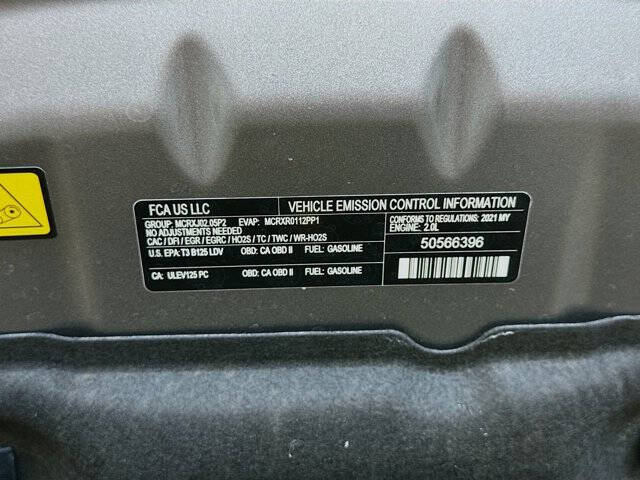 FCA US LLC
VEHICLE EMISSION CONTROL INFORMATION
GROUP: MCRXJ02.05P2 EVAP: MCRXR0112PP1
NO ADJUSTMENTS NEEDED
CAC / DFI / EGR / EGRC / HO2S / TC / TWC / WR-HO2S
CONFORMS TO REGULATIONS: 2021 MY
ENGINE: 2.0L
U.S. EPA: T3 B125 LDV OBD: CA OBD II FUEL: GASOLINE
50566396
CA: ULEV125 PC OBD: CA OBD II FUEL: GASOLINE